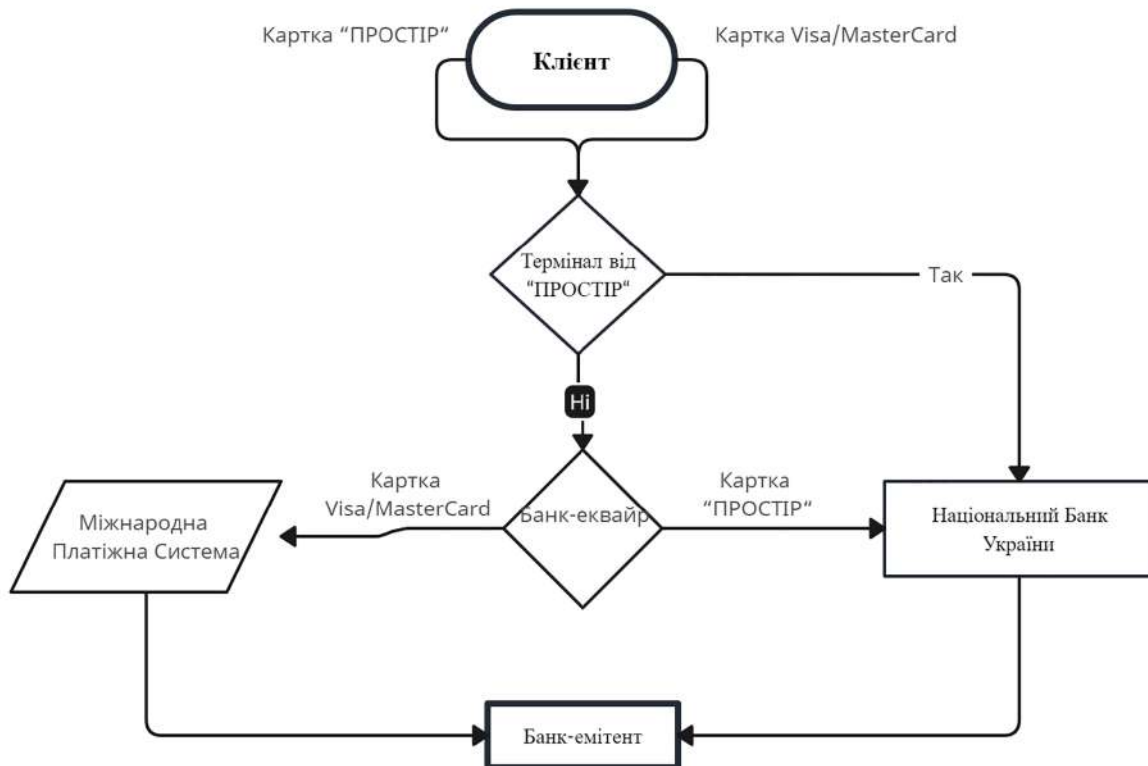 Картка “ПРОСТІР“
Клієнт
Картка Visa/MasterCard
Термінал від
“ПРОСТІР“
Так
Ні
Картка
Visa/MasterCard
Банк-еквайр
Картка
“ПРОСТІР“
Міжнародна
Платіжна Система
Національний Банк
України
Банк-емітент